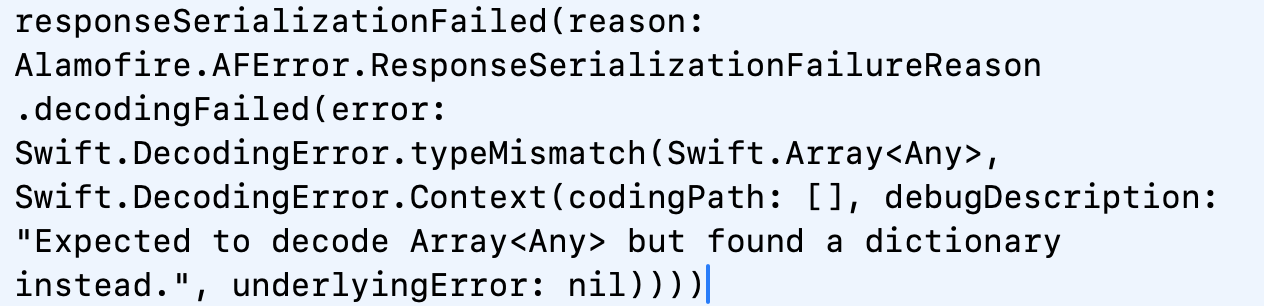 responseSerializationFailed(reason:
Alamofire.AFError.ResponseSerializationFailureReason
.decodingFailed(error:
Swift.DecodingError.typeMismatch(Swift.Array<Any>,
Swift.DecodingError.Context(codingPath: [], debugDescription:
"Expected to decode Array<Any> but found a dictionary
instead.", underlyingError: nil))))